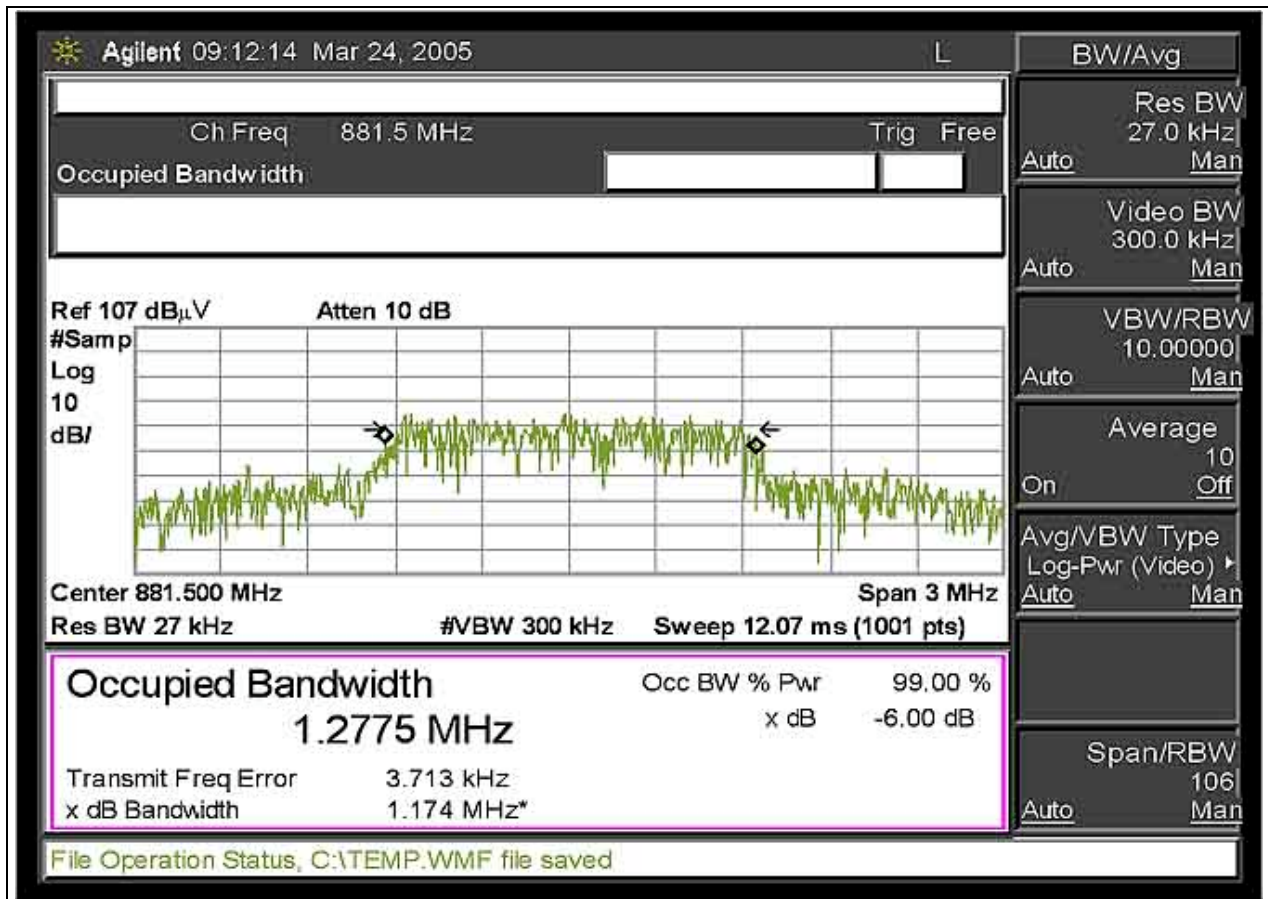 Agilent 09:12:14 Mar 24, 2005 L
Ch Freq 881.5 MHz Trig Free
Occupied Bandwidth
Ref 107 dBμV Atten 10 dB
#Samp
Log
10
dB/
Center 881.500 MHz Span 3 MHz
Res BW 27 kHz #VBW 300 kHz Sweep 12.07 ms (1001 pts)
Occupied Bandwidth Occ BW % Pwr 99.00 %
1.2775 MHz x dB -6.00 dB
Transmit Freq Error 3.713 kHz
x dB Bandwidth 1.174 MHz*
File Operation Status, C:\TEMP.WMF file saved
BW/Avg
Res BW
27.0 kHz
Auto Man
Video BW
300.0 kHz
Auto Man
VBW/RBW
10.00000
Auto Man
Average
10
On Off
Avg/VBW Type
Log-Pwr (Video)
Auto Man
Span/RBW
106
Auto Man